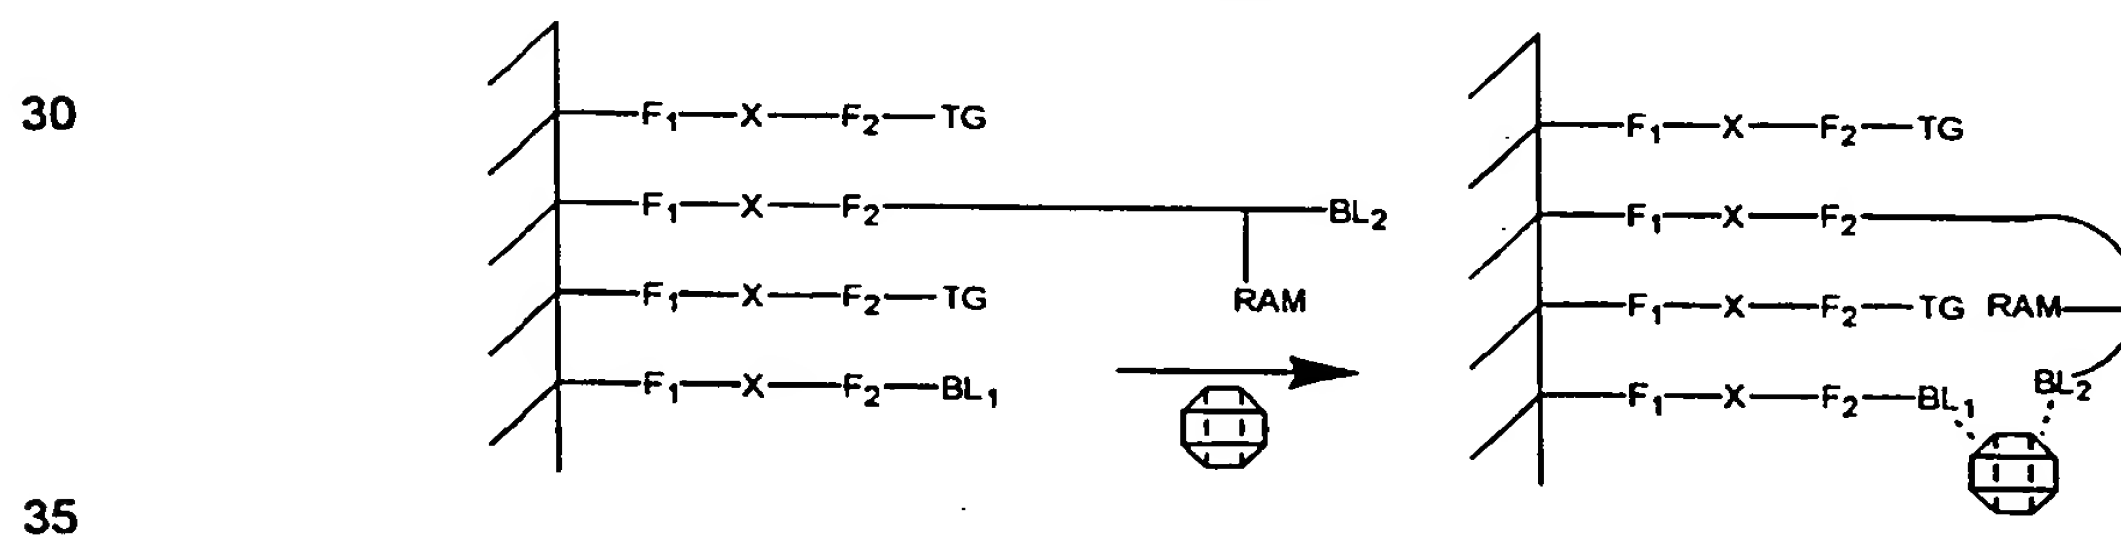 30
F₁—X—F₂—TG
F₁—X—F₂—BL₂
RAM
F₁—X—F₂—TG
F₁—X—F₂—BL₁
F₁—X—F₂—TG
F₁—X—F₂
F₁—X—F₂—TG RAM
BL₂
F₁—X—F₂—BL₁
35